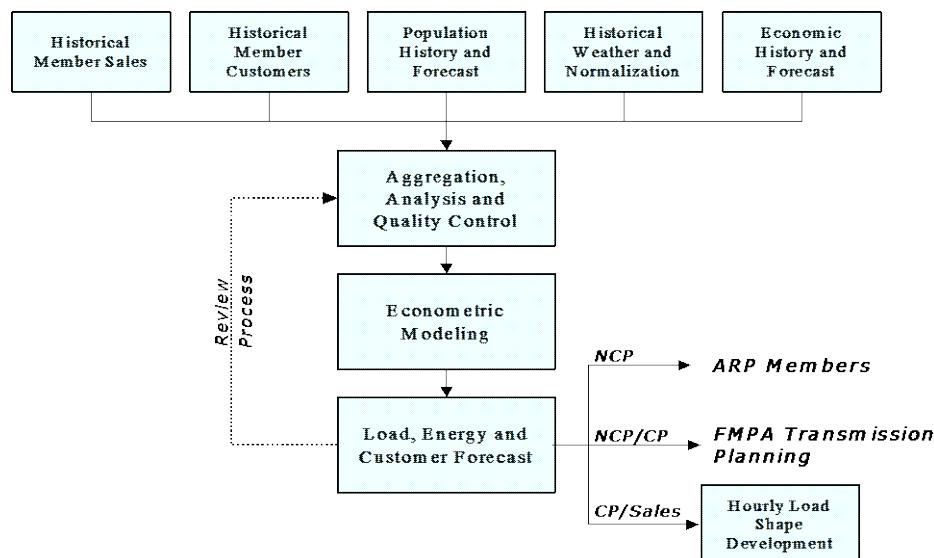 Historical
Member Sales
Historical
Member
Customers
Population
History and
Forecast
Historical
Weather and
Normalization
Economic
History and
Forecast
Aggregation,
Analysis and
Quality Control
Review
Process
Econometric
Modeling
Load, Energy and
Customer Forecast
NCP
ARP Members
NCP/CP
FMPA Transmission
Planning
CP/Sales
Hourly Load
Shape
Development